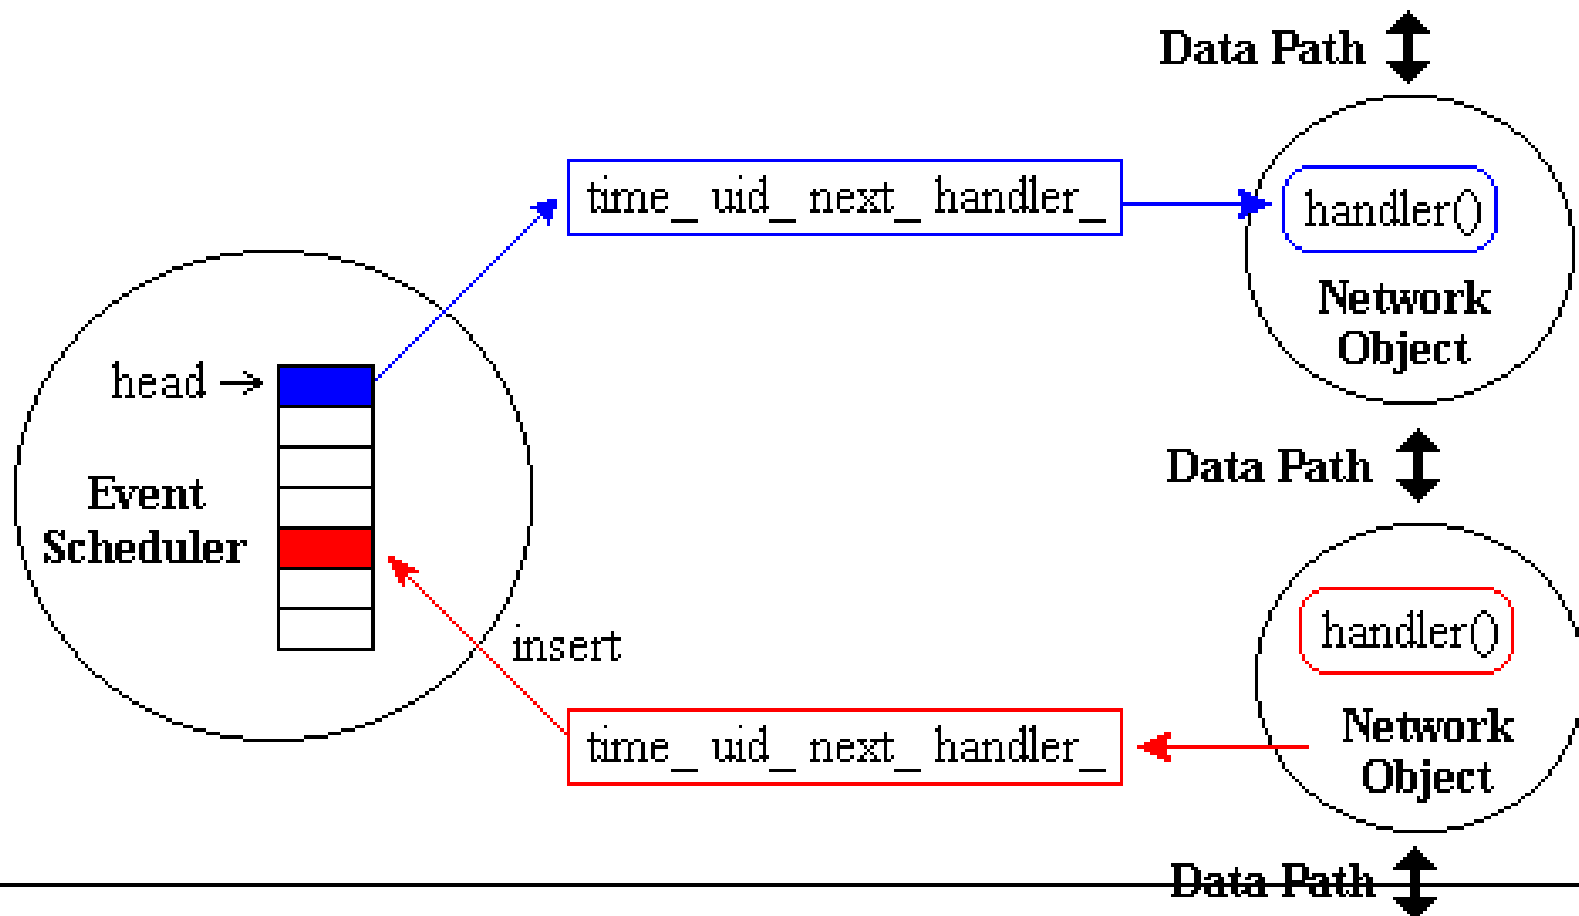 Data Path
time_ uid_ next_ handler_
handler()
Network
Object
head
Data Path
Event
Scheduler
handler()
insert
Network
Object
time_ uid_ next_ handler_
Data Path